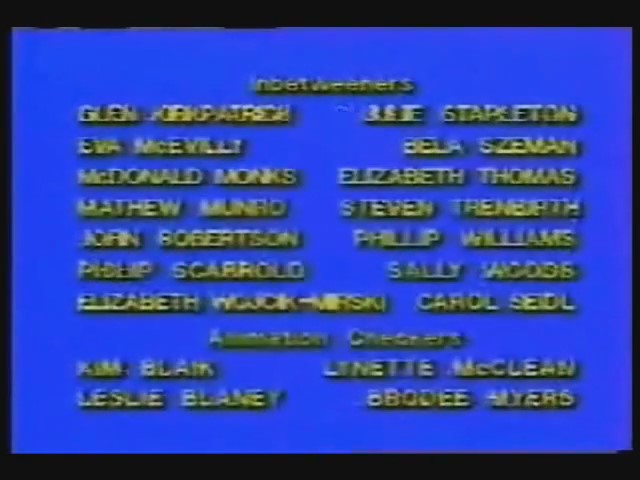 Inbetweeners
GLEN KIRKPATRICK JULIE STAPLETON
EVA McEVILLY BELA SZEMAN
McDONALD MONKS ELIZABETH THOMAS
MATHEW MUNRO STEVEN TRENBIRTH
JOHN ROBERTSON PHILLIP WILLIAMS
PHILIP SCARROLD SALLY WOODS
ELIZABETH WOJCIK-MIRSKI CAROL SEIDL
Animation Checkers
KIM BLAIK LYNETTE McCLEAN
LESLIE BLANEY BRODEE MYERS